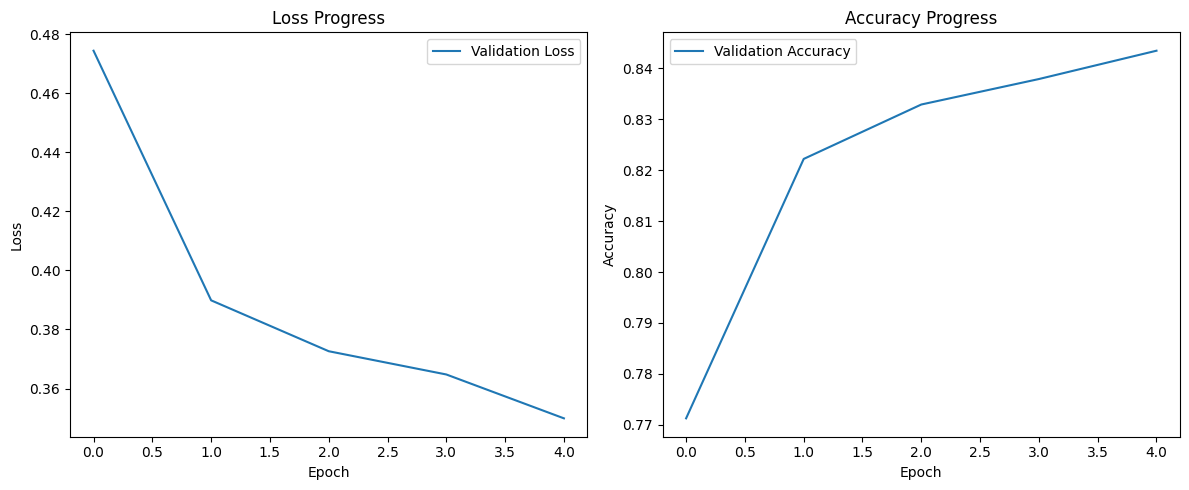 Loss Progress
Validation Loss
0.48
0.46
0.44
0.42
0.40
0.38
0.36
Loss
0.0 0.5 1.0 1.5 2.0 2.5 3.0 3.5 4.0
Epoch
Accuracy Progress
Validation Accuracy
0.84
0.83
0.82
0.81
0.80
0.79
0.78
0.77
Accuracy
0.0 0.5 1.0 1.5 2.0 2.5 3.0 3.5 4.0
Epoch